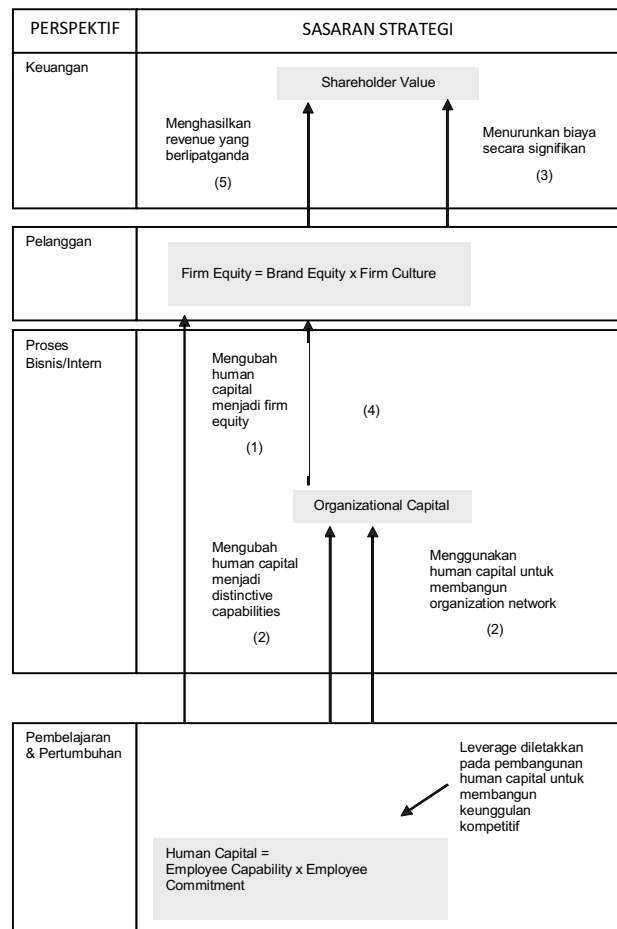 PERSPEKTIF
SASARAN STRATEGI
Keuangan
Shareholder Value
Menghasilkan
revenue yang
berlipatganda
(5)
Menurunkan biaya
secara signifikan
(3)
Pelanggan
Firm Equity = Brand Equity x Firm Culture
Proses
Bisnis/Intern
Mengubah
human
capital
menjadi firm
equity
(1)
(4)
Organizational Capital
Mengubah
human capital
menjadi
distinctive
capabilities
(2)
Menggunakan
human capital untuk
membangun
organization network
(2)
Pembelajaran
& Pertumbuhan
Leverage diletakkan
pada pembangunan
human capital untuk
membangun
keunggulan
kompetitif
Human Capital =
Employee Capability x Employee
Commitment